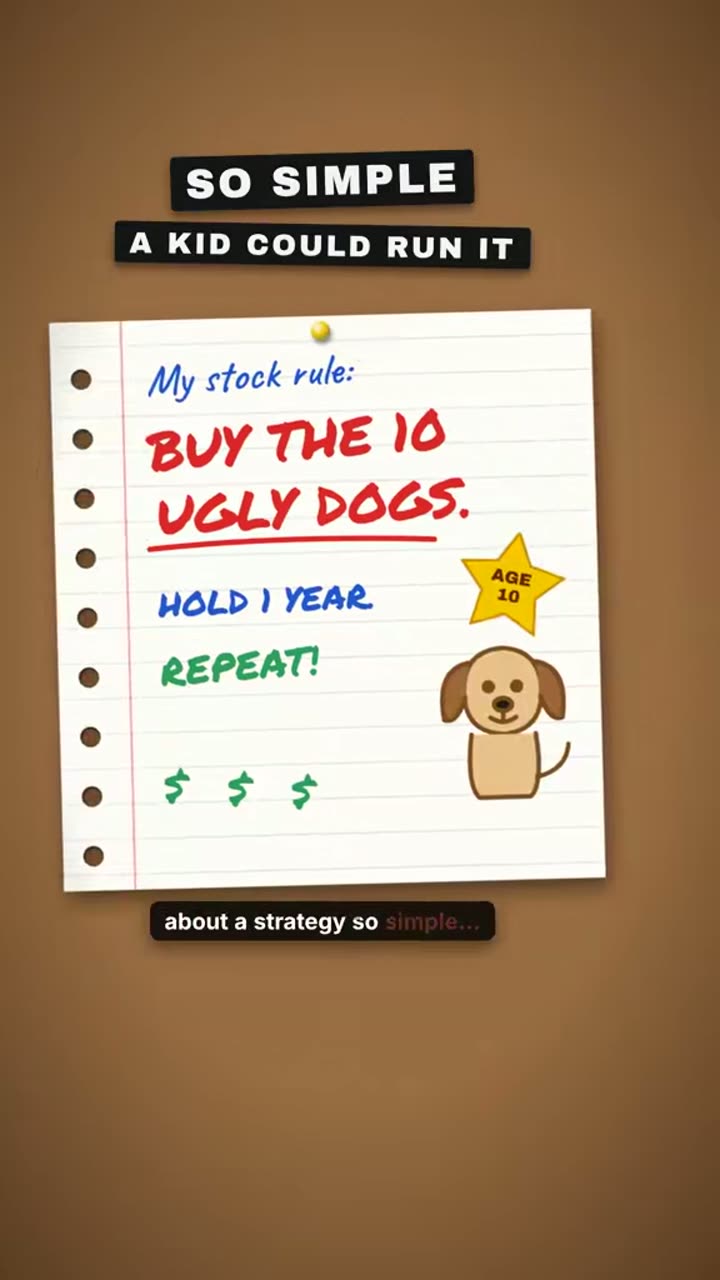 SO SIMPLE
A KID COULD RUN IT
My stock rule:
BUY THE 10
UGLY DOGS.
HOLD 1 YEAR
REPEAT!
AGE
10
$ $ $
about a strategy so simple...